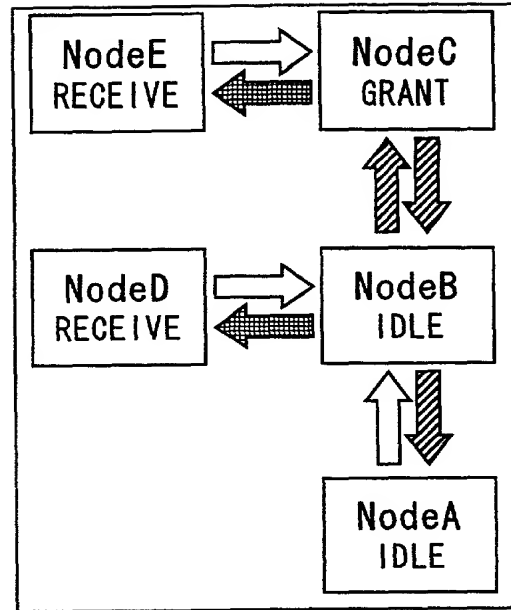 NodeE
RECEIVE
NodeC
GRANT
NodeD
RECEIVE
NodeB
IDLE
NodeA
IDLE